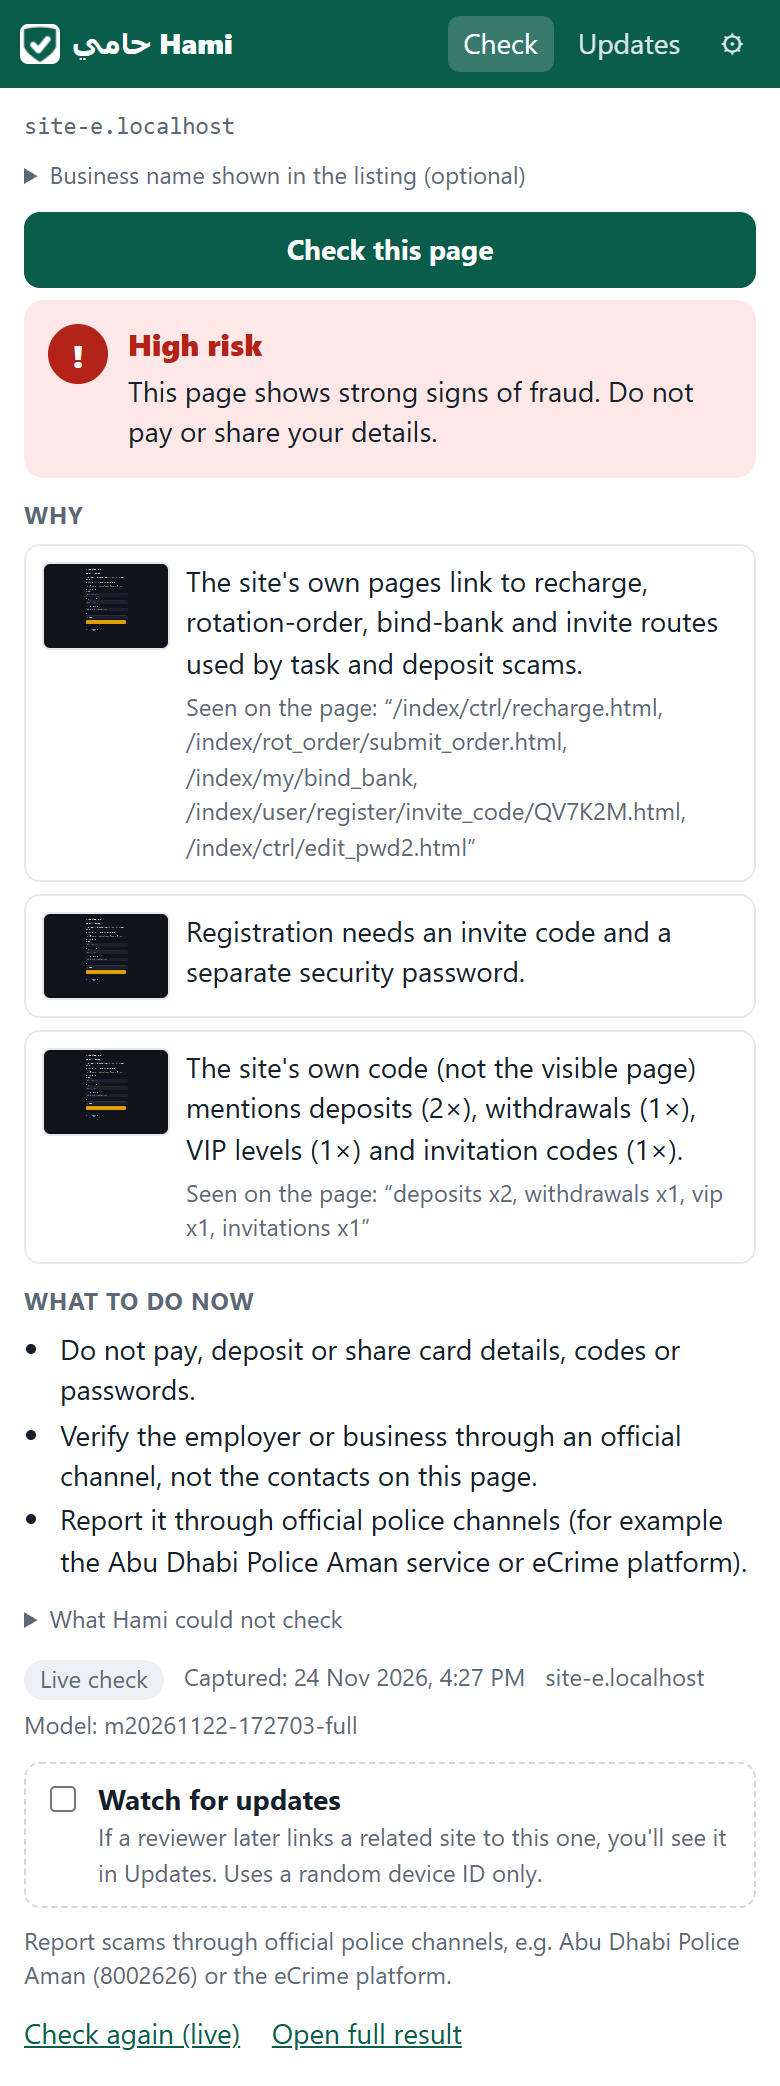 حامي Hami
Check
Updates
site-e.localhost
Business name shown in the listing (optional)
Check this page
!
High risk
This page shows strong signs of fraud. Do not
pay or share your details.
WHY
The site's own pages link to recharge,
rotation-order, bind-bank and invite routes
used by task and deposit scams.
Seen on the page: “/index/ctrl/recharge.html,
/index/rot_order/submit_order.html,
/index/my/bind_bank,
/index/user/register/invite_code/QV7K2M.html,
/index/ctrl/edit_pwd2.html”
Registration needs an invite code and a
separate security password.
The site's own code (not the visible page)
mentions deposits (2×), withdrawals (1×),
VIP levels (1×) and invitation codes (1×).
Seen on the page: “deposits x2, withdrawals x1, vip
x1, invitations x1”
WHAT TO DO NOW
• Do not pay, deposit or share card details, codes or
passwords.
• Verify the employer or business through an official
channel, not the contacts on this page.
• Report it through official police channels (for example
the Abu Dhabi Police Aman service or eCrime platform).
What Hami could not check
Live check Captured: 24 Nov 2026, 4:27 PM site-e.localhost
Model: m20261122-172703-full
Watch for updates
If a reviewer later links a related site to this one, you'll see it
in Updates. Uses a random device ID only.
Report scams through official police channels, e.g. Abu Dhabi Police
Aman (8002626) or the eCrime platform.
Check again (live) Open full result